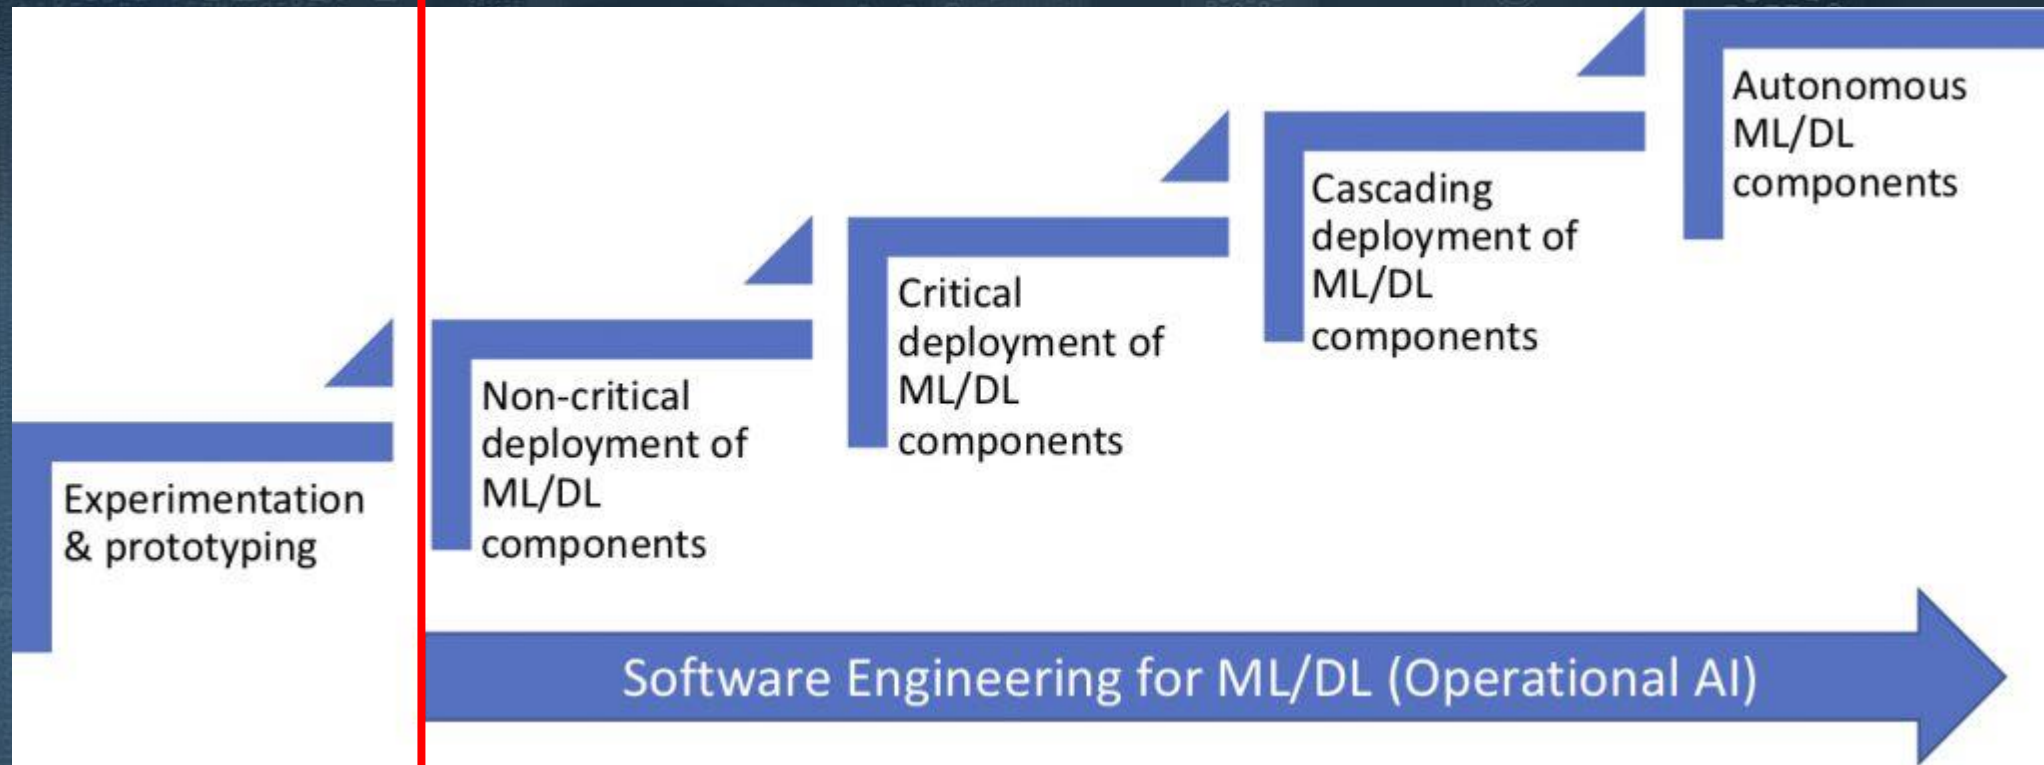 Experimentation
& prototyping
Non-critical
deployment of
ML/DL
components
Critical
deployment of
ML/DL
components
Cascading
deployment of
ML/DL
components
Autonomous
ML/DL
components
Software Engineering for ML/DL (Operational AI)